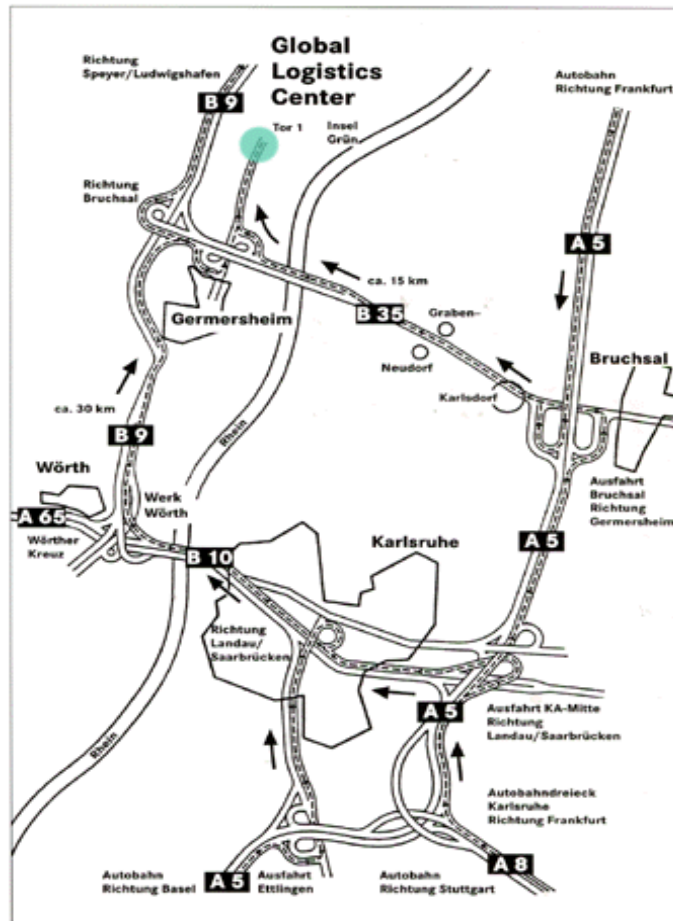 Richtung
Speyer/Ludwigshafen
Global
Logistics
Center
Autobahn
Richtung Frankfurt
B 9
Tor 1
Insel
Grün
Richtung
Bruchsal
A 5
ca. 15 km
B 35
Graben-
Neudorf
Germersheim
Bruchsal
Karlsdorf
ca. 30 km
B 9
Rhein
Wörth
Werk
Wörth
Ausfahrt
Bruchsal
Richtung
Germersheim
A 65
Wörther
Kreuz
A 5
Karlsruhe
B 10
Richtung
Landau/
Saarbrücken
A 5
Ausfahrt KA-Mitte
Richtung
Landau/Saarbrücken
Rhein
Autobahndreieck
Karlsruhe
Richtung Frankfurt
A 8
Autobahn
Richtung Basel
A 5
Ausfahrt
Ettlingen
Autobahn
Richtung Stuttgart